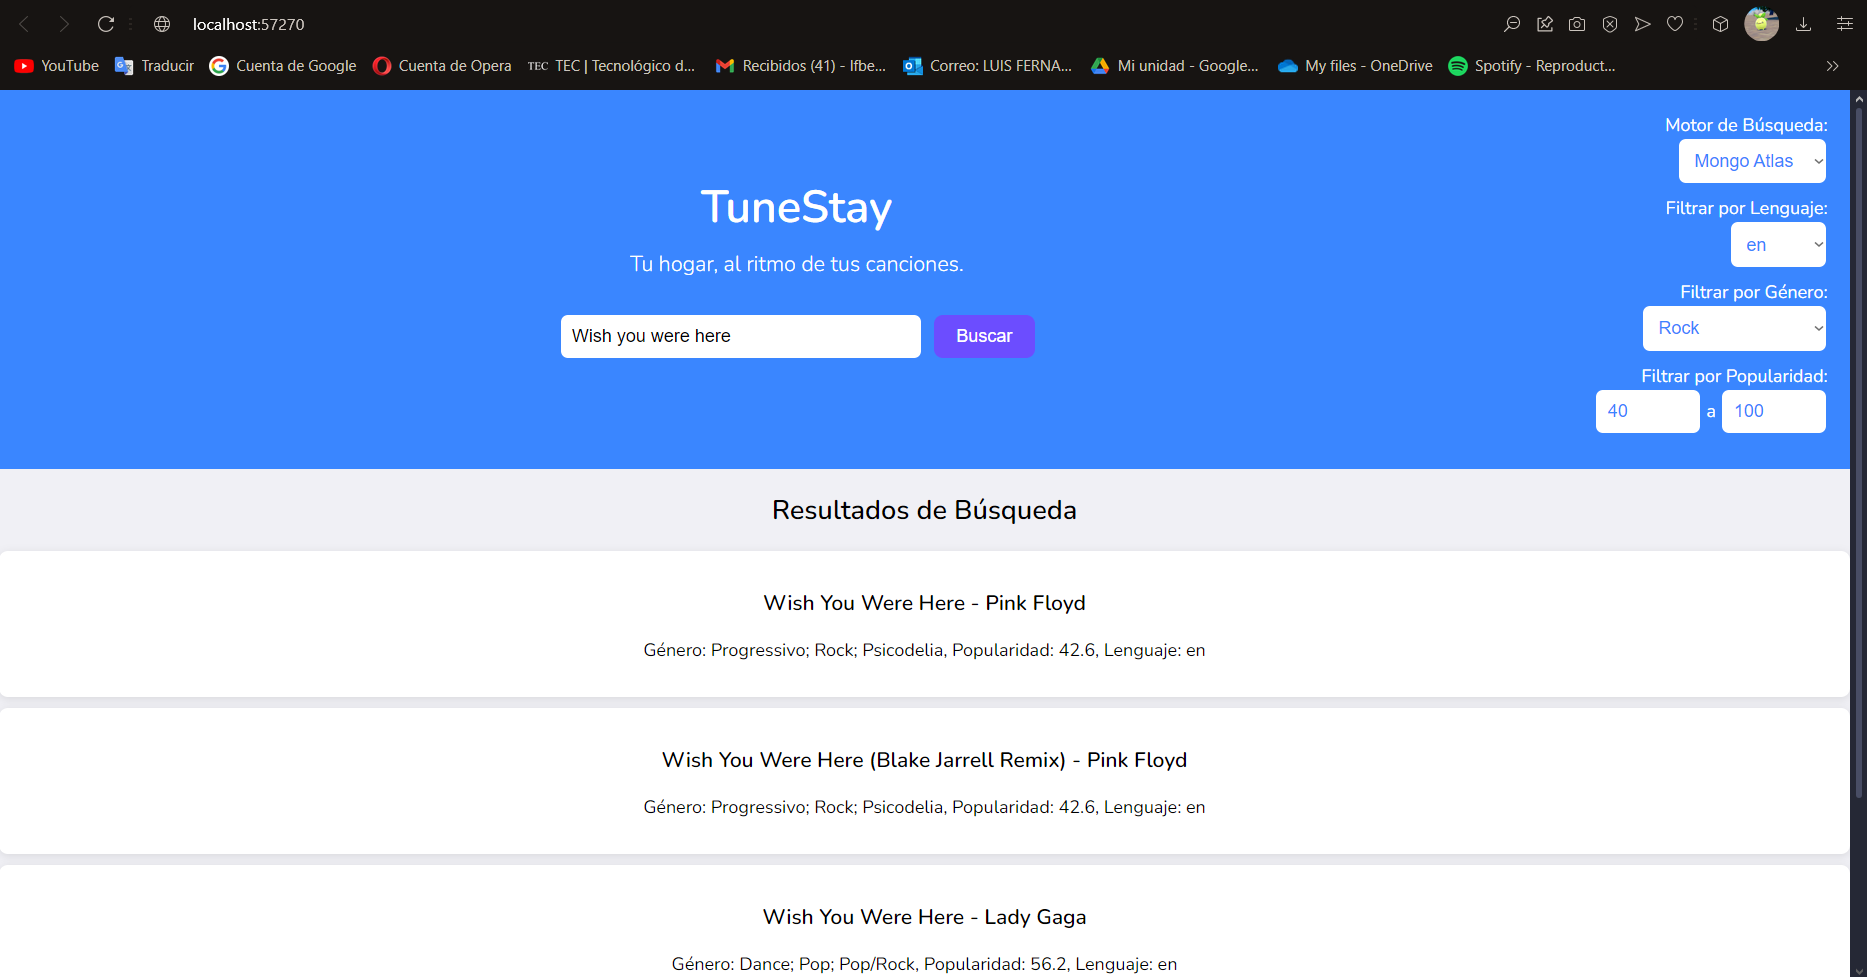 localhost:57270
YouTube Traducir Cuenta de Google Cuenta de Opera TEC TEC | Tecnológico d... Recibidos (41) - lfbe... Correo: LUIS FERNA... Mi unidad - Google... My files - OneDrive Spotify - Reproduct...
Motor de Búsqueda:
Mongo Atlas
Filtrar por Lenguaje:
en
Filtrar por Género:
Rock
Filtrar por Popularidad:
40 a 100
TuneStay
Tu hogar, al ritmo de tus canciones.
Wish you were here Buscar
Resultados de Búsqueda
Wish You Were Here - Pink Floyd
Género: Progressivo; Rock; Psicodelia, Popularidad: 42.6, Lenguaje: en
Wish You Were Here (Blake Jarrell Remix) - Pink Floyd
Género: Progressivo; Rock; Psicodelia, Popularidad: 42.6, Lenguaje: en
Wish You Were Here - Lady Gaga
Género: Dance; Pop; Pop/Rock, Popularidad: 56.2, Lenguaje: en